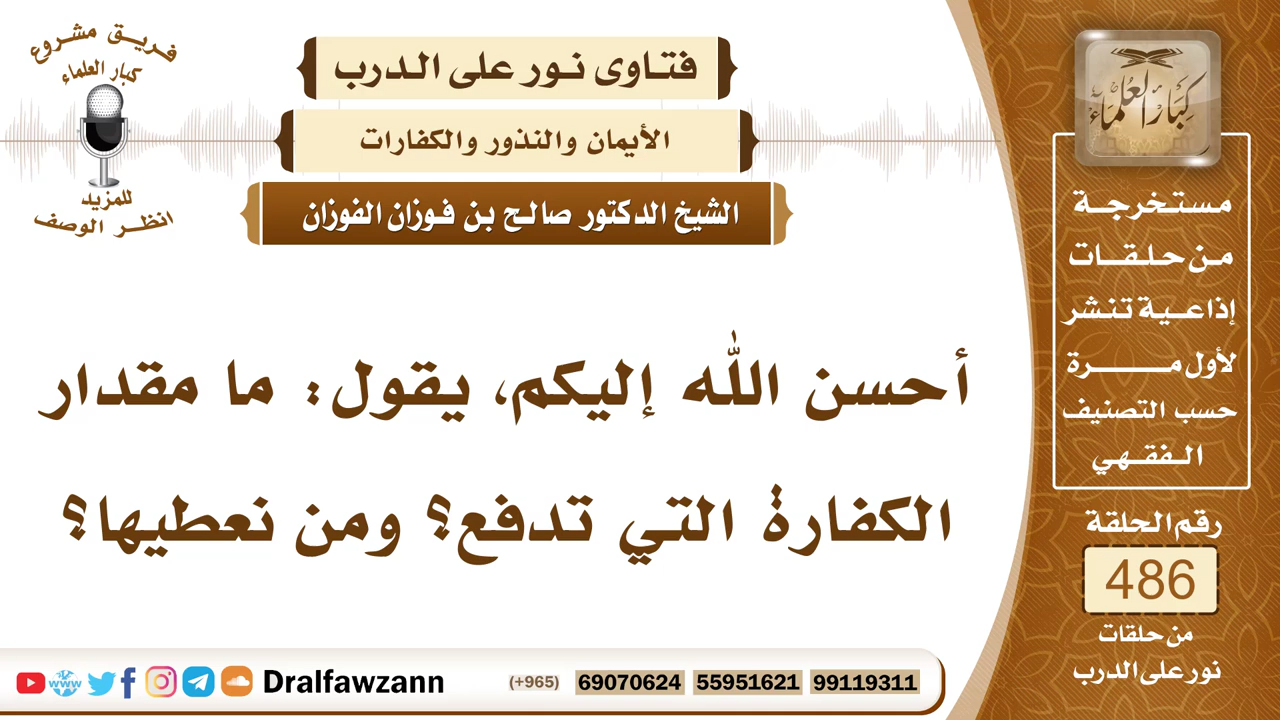 فريق مشروع
كبار العلماء
للمزيد
انظر الوصف
فتاوى نور على الدرب
الأيمان والنذور والكفارات
الشيخ الدكتور صالح بن فوزان الفوزان
أحسن الله إليكم، يقول: ما مقدار
الكفارة التي تدفع؟ ومن نعطيها؟
كبار العلماء
مستخرجة
من حلقات
إذاعية تنشر
لأول مرة
حسب التصنيف
الفقهي
رقم الحلقة
486
من حلقات
نور على الدرب
www
Dralfawzann
(+965) 69070624 55951621 99119311